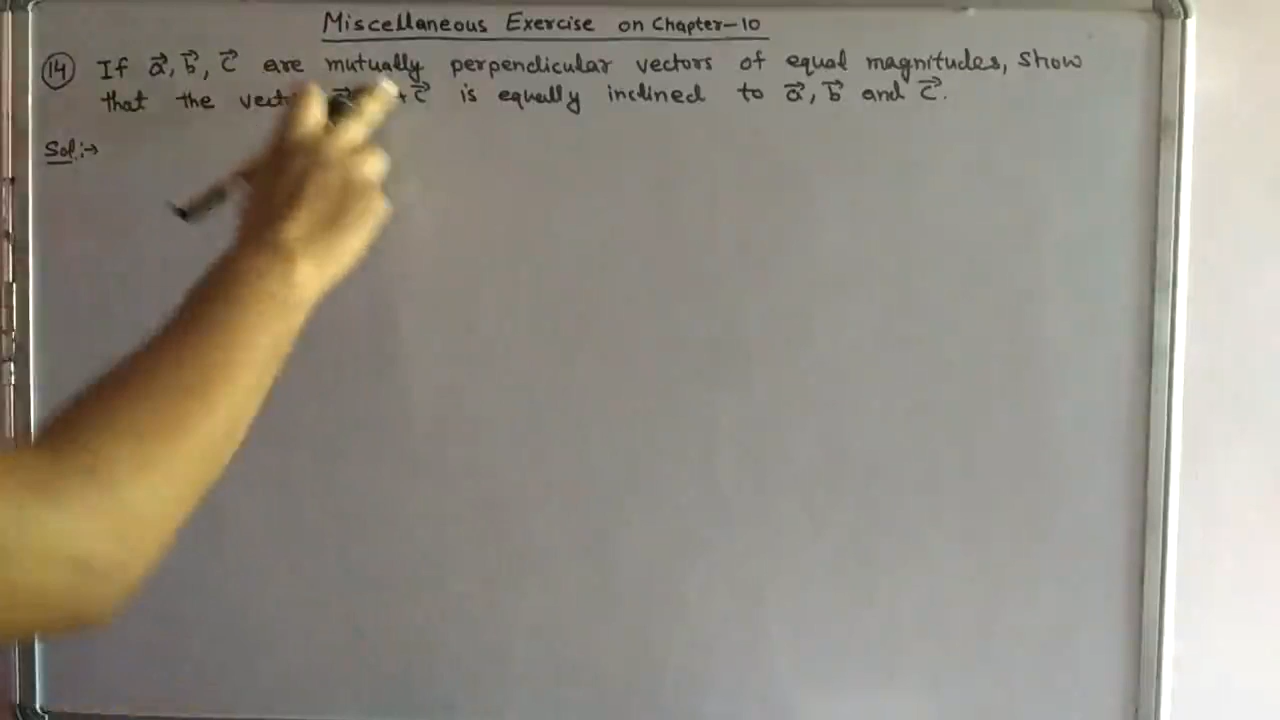 Miscellaneous Exercise on Chapter-10
(14) If a⃗, b⃗, c⃗ are mutually perpendicular vectors of equal magnitudes, show
that the + c⃗ is equally inclined to a⃗, b⃗ and c⃗.
Sol:→